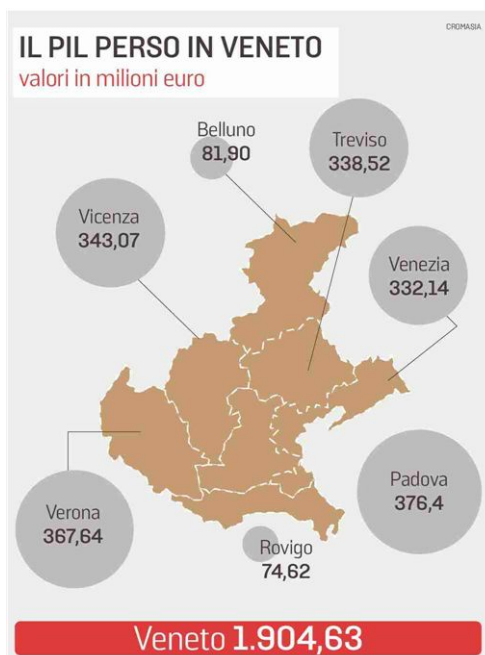 CROMASIA
IL PIL PERSO IN VENETO
valori in milioni euro
Belluno
81,90
Treviso
338,52
Vicenza
343,07
Venezia
332,14
Padova
376,4
Verona
367,64
Rovigo
74,62
Veneto 1.904,63